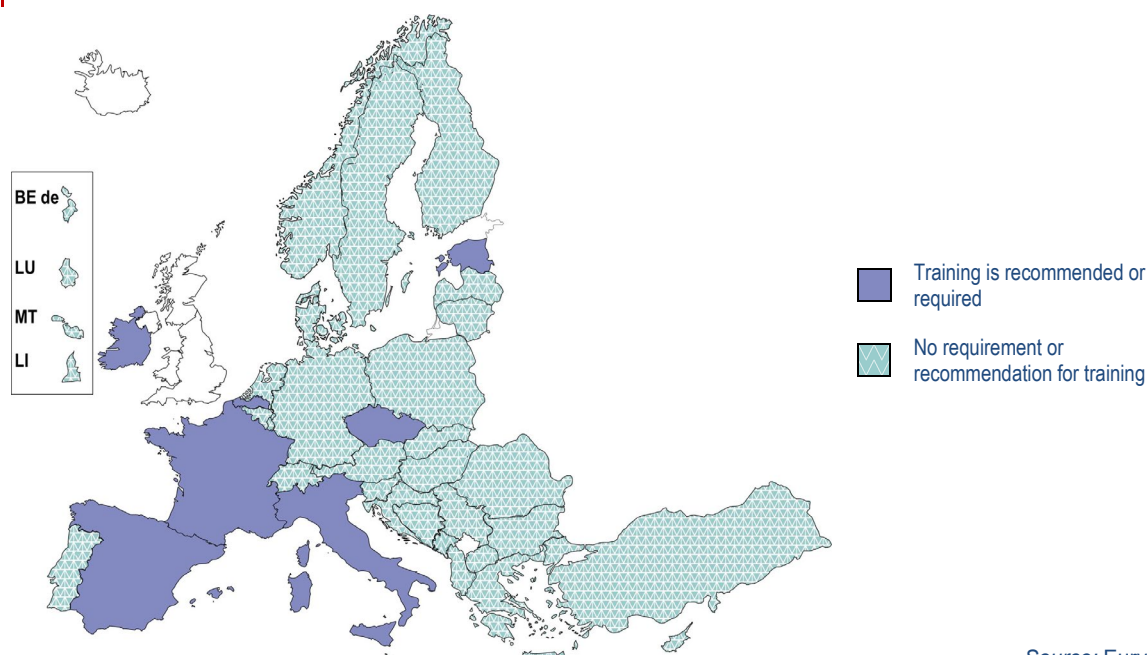 BE de
LU
MT
LI
Training is recommended or
required
No requirement or
recommendation for training